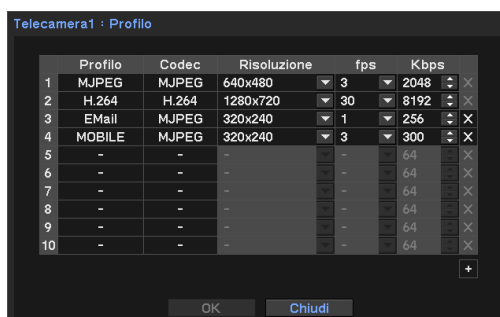 Telecamera1 : Profilo
Profilo Codec Risoluzione fps Kbps
1 MJPEG MJPEG 640x480 3 2048 X
2 H.264 H.264 1280x720 30 8192 X
3 EMail MJPEG 320x240 1 256 X
4 MOBILE MJPEG 320x240 3 300 X
5 - - - - 64 X
6 - - - - 64 X
7 - - - - 64 X
8 - - - - 64 X
9 - - - - 64 X
10 - - - - 64 X
+
OK Chiudi